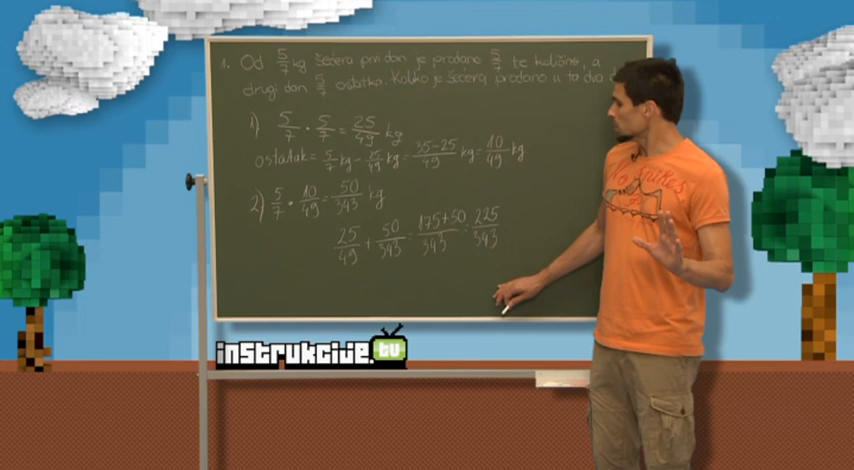 1. Od 5/7 kg šećera prvi dan je prodano 5/7 te količine, a
drugi dan 5/7 ostatka. Koliko je šećera prodano u ta dva
1) 5/7 · 5/7 = 25/49 kg
ostatak = 5/7 kg - 25/49 kg = 35-25/49 kg = 10/49 kg
2) 5/7 · 10/49 = 50/343 kg
25/49 + 50/343 = 175+50/343 = 225/343
instrukcije.tv